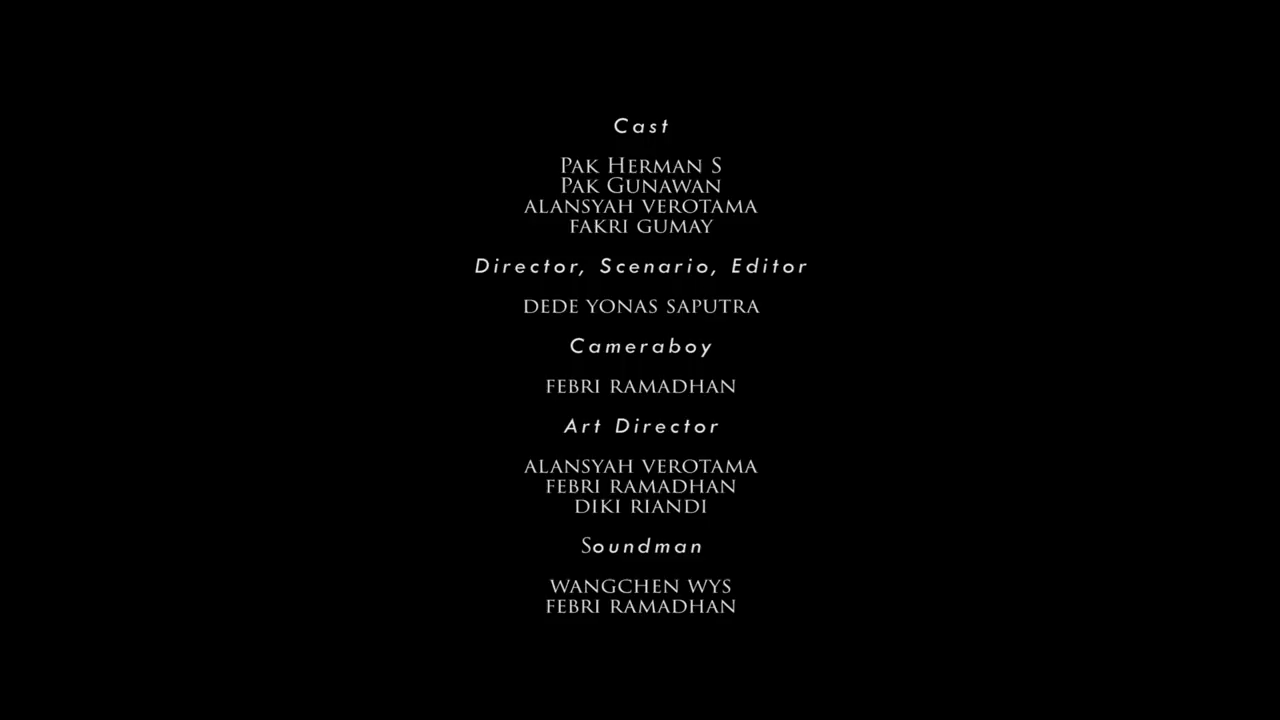 Cast
Pak Herman S
Pak Gunawan
ALANSYAH VEROTAMA
FAKRI GUMAY
Director, Scenario, Editor
DEDE YONAS SAPUTRA
Cameraboy
FEBRI RAMADHAN
Art Director
ALANSYAH VEROTAMA
FEBRI RAMADHAN
DIKI RIANDI
Soundman
WANGCHEN WYS
FEBRI RAMADHAN